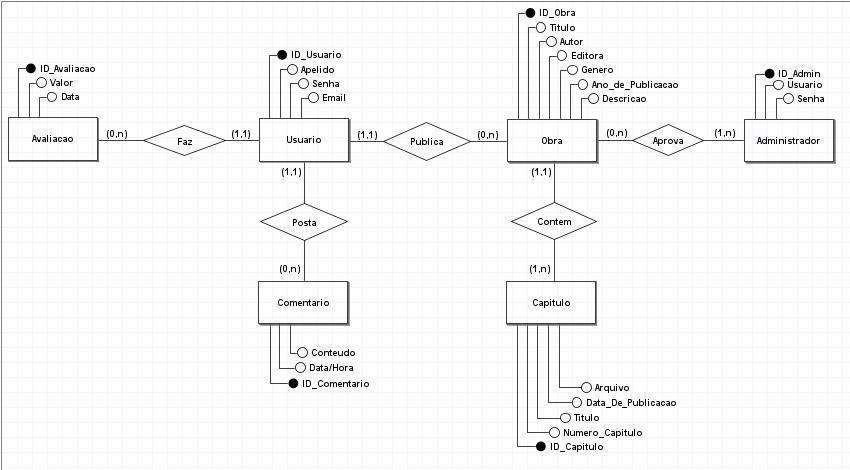 ID_Obra
Titulo
Autor
Editora
Genero
Ano_de_Publicacao
Descricao
ID_Usuario
Apelido
Senha
Email
ID_Avaliacao
Valor
Data
ID_Admin
Usuario
Senha
Avaliacao
(0,n)
Faz
(1,1)
Usuario
(1,1)
Publica
(0,n)
Obra
(0,n)
Aprova
(1,n)
Administrador
(1,1)
(1,1)
Posta
Contem
(0,n)
(1,n)
Comentario
Capitulo
Conteudo
Data/Hora
ID_Comentario
Arquivo
Data_De_Publicacao
Titulo
Numero_Capitulo
ID_Capitulo